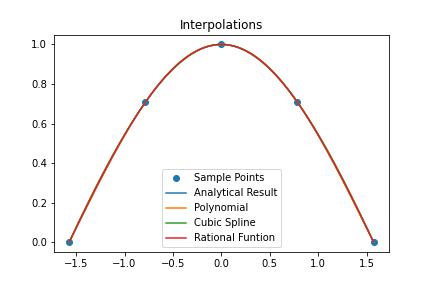 Interpolations
1.0
0.8
0.6
0.4
0.2
0.0
Sample Points
Analytical Result
Polynomial
Cubic Spline
Rational Funtion
−1.5 −1.0 −0.5 0.0 0.5 1.0 1.5